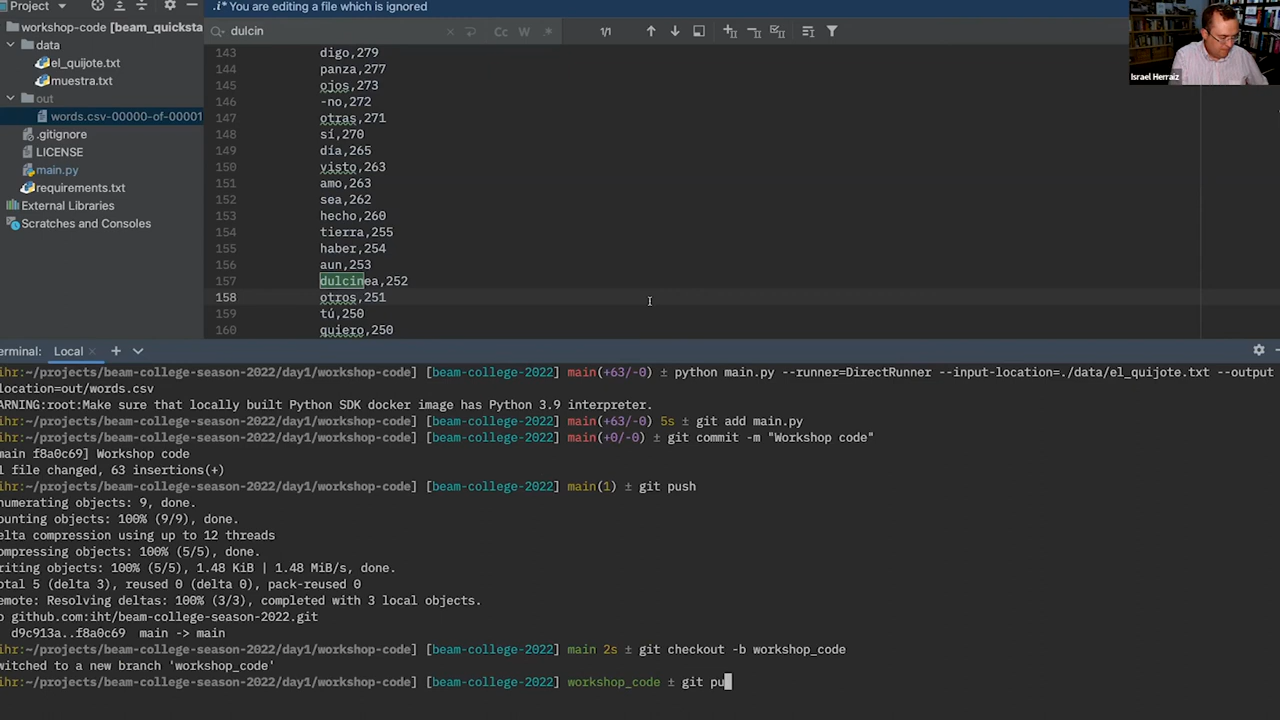 Project
You are editing a file which is ignored
workshop-code [beam_quicksta
data
el_quijote.txt
muestra.txt
out
words.csv-00000-of-00001
.gitignore
LICENSE
main.py
requirements.txt
External Libraries
Scratches and Consoles
dulcin
Cc W .* 1/1
143 digo,279
144 panza,277
145 ojos,273
146 -no,272
147 otras,271
148 sí,270
149 día,265
150 visto,263
151 amo,263
152 sea,262
153 hecho,260
154 tierra,255
155 haber,254
156 aun,253
157 dulcinea,252
158 otros,251
159 tú,250
160 quiero,250
Israel Herraiz
erminal: Local
ihr:~/projects/beam-college-season-2022/day1/workshop-code] [beam-college-2022] main(+63/-0) ± python main.py --runner=DirectRunner --input-location=./data/el_quijote.txt --output
location=out/words.csv
ARNING:root:Make sure that locally built Python SDK docker image has Python 3.9 interpreter.
ihr:~/projects/beam-college-season-2022/day1/workshop-code] [beam-college-2022] main(+63/-0) 5s ± git add main.py
ihr:~/projects/beam-college-season-2022/day1/workshop-code] [beam-college-2022] main(+0/-0) ± git commit -m "Workshop code"
main f8a0c69] Workshop code
1 file changed, 63 insertions(+)
ihr:~/projects/beam-college-season-2022/day1/workshop-code] [beam-college-2022] main(1) ± git push
numerating objects: 9, done.
ounting objects: 100% (9/9), done.
elta compression using up to 12 threads
ompressing objects: 100% (5/5), done.
riting objects: 100% (5/5), 1.48 KiB | 1.48 MiB/s, done.
otal 5 (delta 3), reused 0 (delta 0), pack-reused 0
emote: Resolving deltas: 100% (3/3), completed with 3 local objects.
o github.com:iht/beam-college-season-2022.git
d9c913a..f8a0c69 main -> main
ihr:~/projects/beam-college-season-2022/day1/workshop-code] [beam-college-2022] main 2s ± git checkout -b workshop_code
witched to a new branch 'workshop_code'
ihr:~/projects/beam-college-season-2022/day1/workshop-code] [beam-college-2022] workshop_code ± git pu